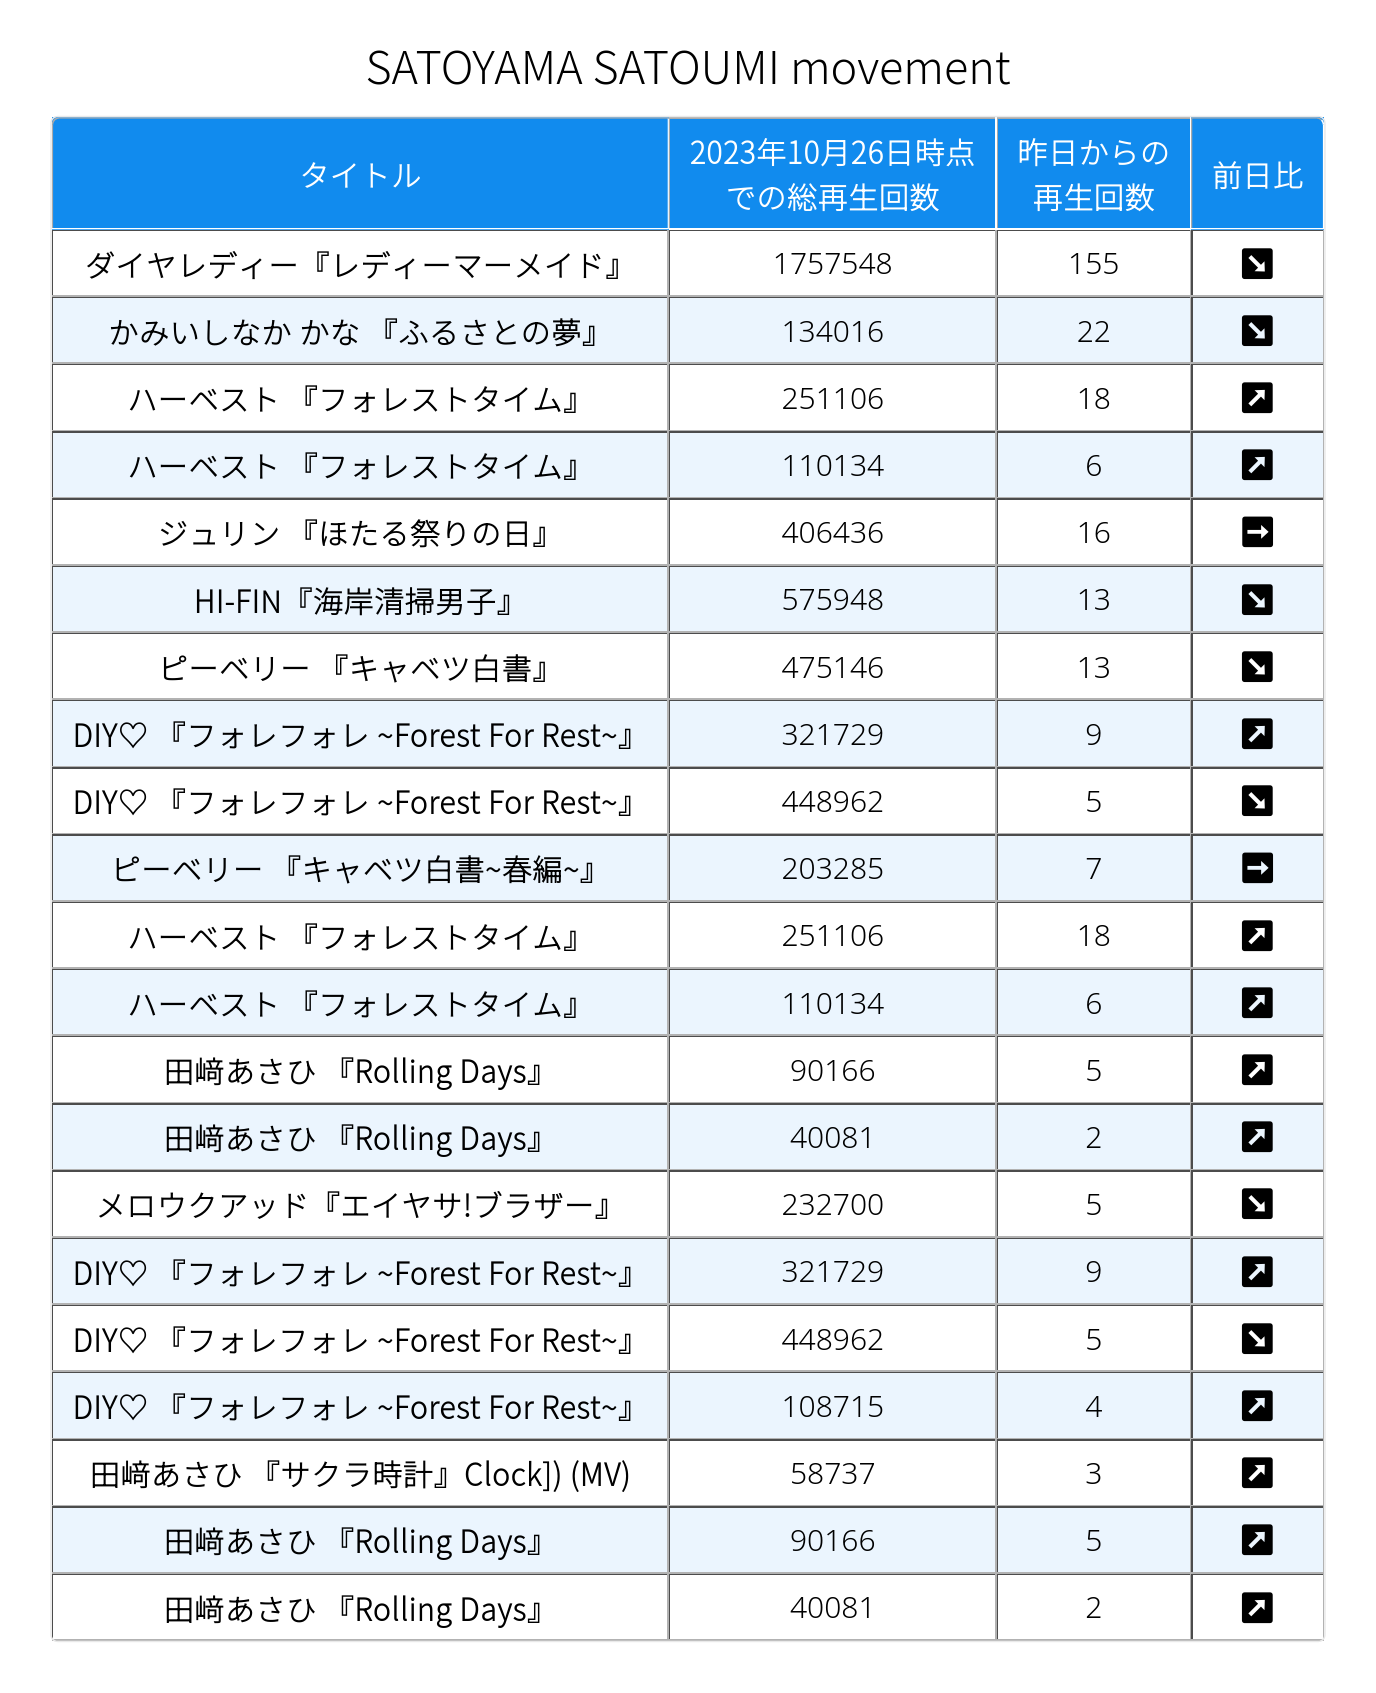 SATOYAMA SATOUMI movement
タイトル 2023年10月26日時点での総再生回数 昨日からの再生回数 前日比
ダイヤレディー『レディーマーメイド』 1757548 155 ↘
かみいしなか かな 『ふるさとの夢』 134016 22 ↘
ハーベスト 『フォレストタイム』 251106 18 ↗
ハーベスト 『フォレストタイム』 110134 6 ↗
ジュリン 『ほたる祭りの日』 406436 16 →
HI-FIN『海岸清掃男子』 575948 13 ↘
ピーベリー 『キャベツ白書』 475146 13 ↘
DIY♡ 『フォレフォレ ~Forest For Rest~』 321729 9 ↗
DIY♡ 『フォレフォレ ~Forest For Rest~』 448962 5 ↘
ピーベリー 『キャベツ白書~春編~』 203285 7 →
ハーベスト 『フォレストタイム』 251106 18 ↗
ハーベスト 『フォレストタイム』 110134 6 ↗
田﨑あさひ 『Rolling Days』 90166 5 ↗
田﨑あさひ 『Rolling Days』 40081 2 ↗
メロウクアッド『エイヤサ!ブラザー』 232700 5 ↘
DIY♡ 『フォレフォレ ~Forest For Rest~』 321729 9 ↗
DIY♡ 『フォレフォレ ~Forest For Rest~』 448962 5 ↘
DIY♡ 『フォレフォレ ~Forest For Rest~』 108715 4 ↗
田﨑あさひ 『サクラ時計』Clock]) (MV) 58737 3 ↗
田﨑あさひ 『Rolling Days』 90166 5 ↗
田﨑あさひ 『Rolling Days』 40081 2 ↗